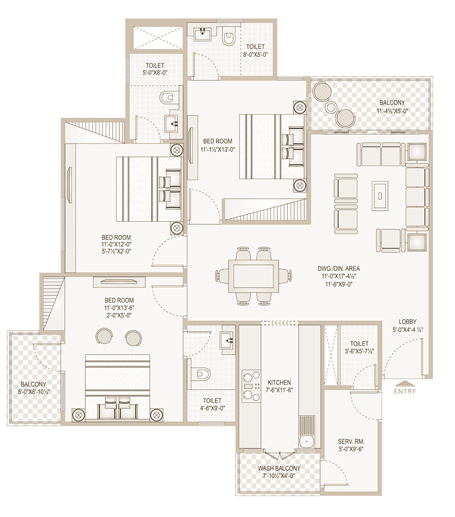 TOILET
8'-0"X5'-0"
TOILET
5'-0"X8'-0"
BALCONY
11'-4½"X5'-0"
BED ROOM
11'-1½"X13'-0"
BED ROOM
11'-0"X12'-0"
5'-7½"X2'-0"
DWG./DIN. AREA
11'-0"X17'-4½"
11'-6"X9'-0"
BED ROOM
11'-0"X13'-6"
2'-0"X5'-0"
LOBBY
5'-0"X4'-4 ½"
TOILET
3'-6"X5'-7½"
BALCONY
5'-0"X8'-10½"
KITCHEN
7'-6"X11'-6"
ENTRY
TOILET
4'-6"X9'-0"
SERV. RM.
5'-0"X9'-6"
WASH BALCONY
7'-10½"X4'-0"